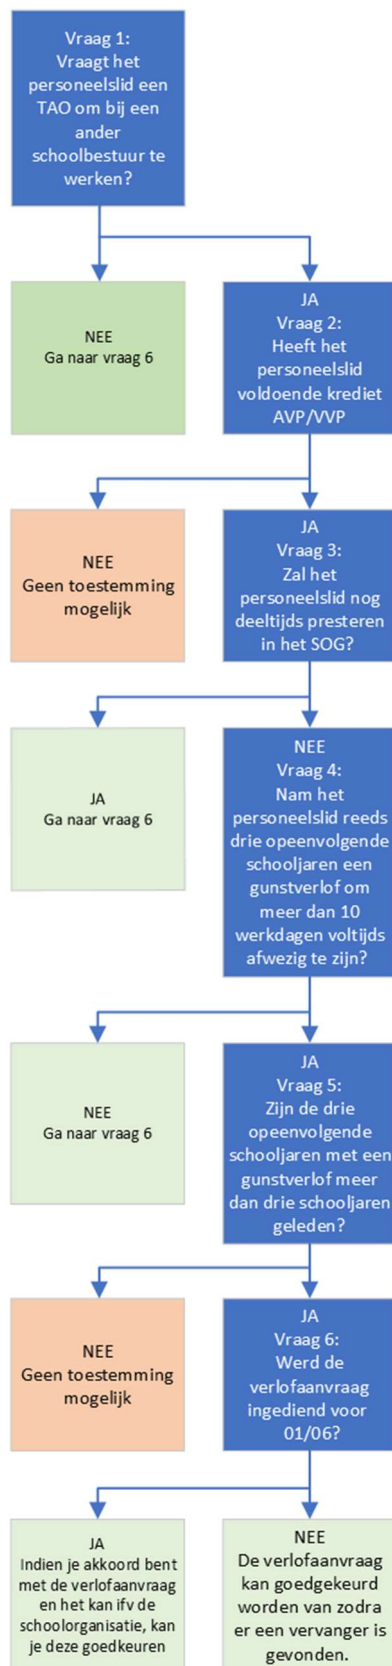 Vraag 1:
Vraagt het
personeelslid een
TAO om bij een
ander
schoolbestuur te
werken?
NEE
Ga naar vraag 6
JA
Vraag 2:
Heeft het
personeelslid
voldoende krediet
AVP/VVP
NEE
Geen toestemming
mogelijk
JA
Vraag 3:
Zal het
personeelslid nog
deeltijds presteren
in het SOG?
JA
Ga naar vraag 6
NEE
Vraag 4:
Nam het
personeelslid reeds
drie opeenvolgende
schooljaren een
gunstverlof om
meer dan 10
werkdagen voltijds
afwezig te zijn?
NEE
Ga naar vraag 6
JA
Vraag 5:
Zijn de drie
opeenvolgende
schooljaren met een
gunstverlof meer
dan drie schooljaren
geleden?
NEE
Geen toestemming
mogelijk
JA
Vraag 6:
Werd de
verlofaanvraag
ingediend voor
01/06?
JA
Indien je akkoord bent
met de verlofaanvraag
en het kan ifv de
schoolorganisatie, kan
je deze goedkeuren
NEE
De verlofaanvraag
kan goedgekeurd
worden van zodra
er een vervanger is
gevonden.